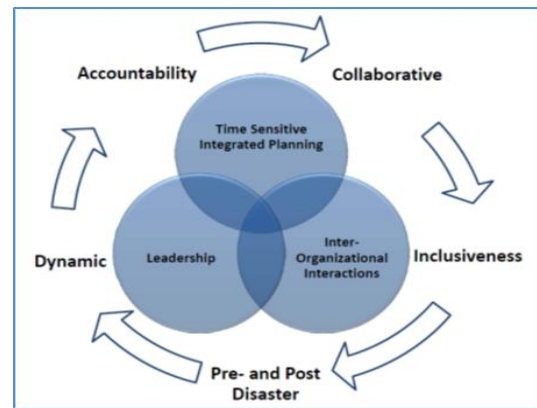 Accountability
Collaborative
Time Sensitive
Integrated Planning
Dynamic
Leadership
Inter-
Organizational
Interactions
Inclusiveness
Pre- and Post
Disaster